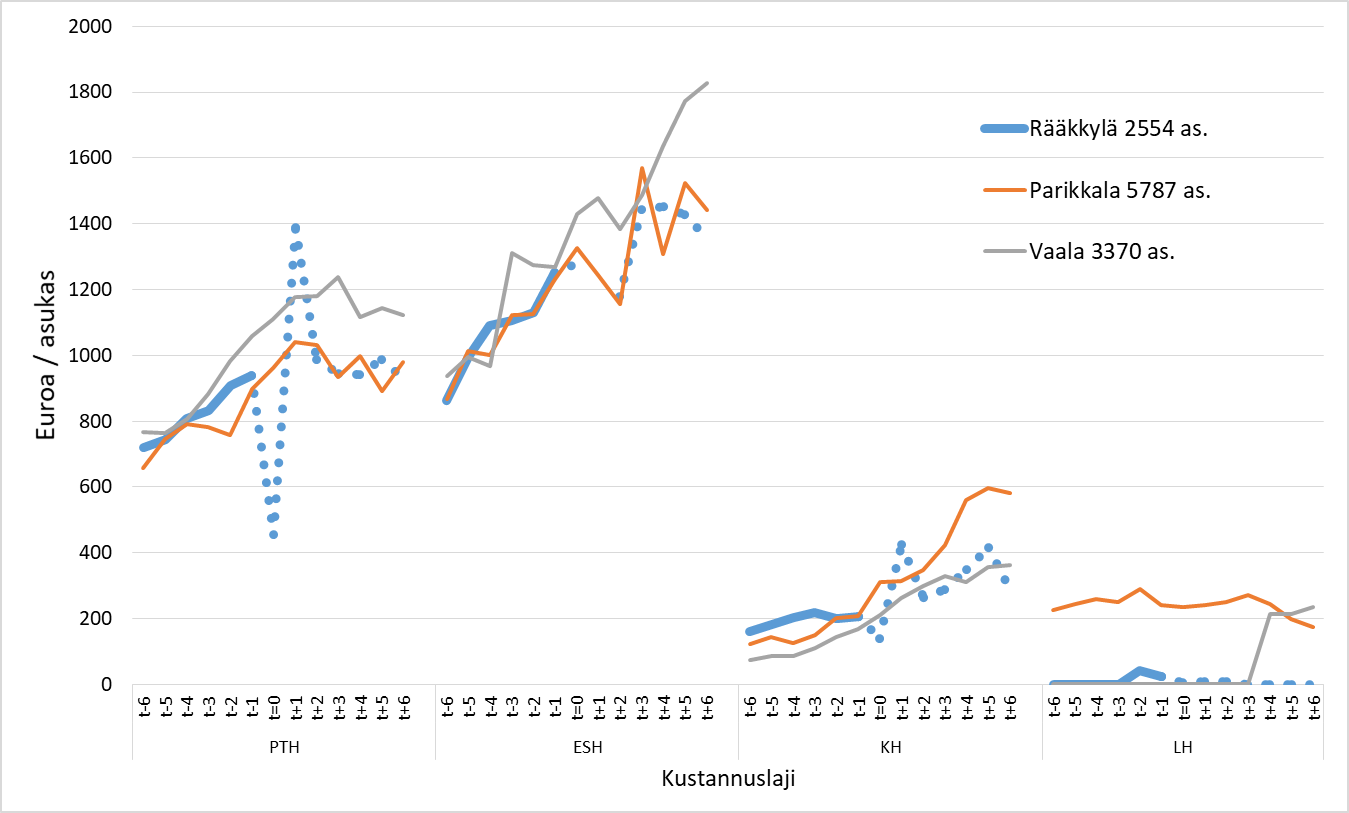 2000
1800
1600
1400
1200
1000
800
600
400
200
0
Euroa / asukas
Rääkkylä 2554 as.
Parikkala 5787 as.
Vaala 3370 as.
t-6 t-5 t-4 t-3 t-2 t-1 t=0 t+1 t+2 t+3 t+4 t+5 t+6
t-6 t-5 t-4 t-3 t-2 t-1 t=0 t+1 t+2 t+3 t+4 t+5 t+6
t-6 t-5 t-4 t-3 t-2 t-1 t=0 t+1 t+2 t+3 t+4 t+5 t+6
t-6 t-5 t-4 t-3 t-2 t-1 t=0 t+1 t+2 t+3 t+4 t+5 t+6
PTH ESH KH LH
Kustannuslaji